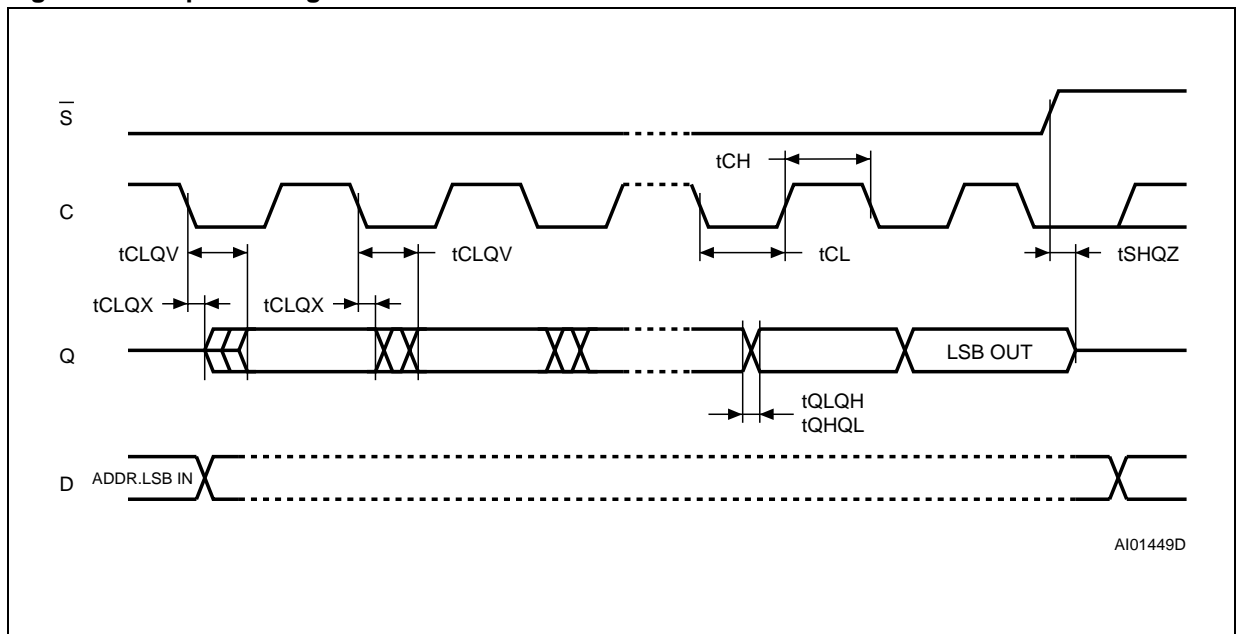 S
tCH
C
tCLQV
tCLQV
tCL
tSHQZ
tCLQX
tCLQX
Q
LSB OUT
tQLQH
tQHQL
D
ADDR.LSB IN
AI01449D